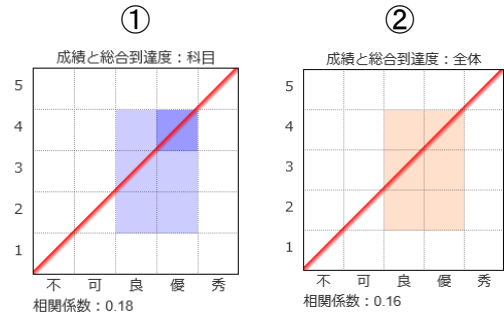 ①
②
成績と総合到達度：科目
成績と総合到達度：全体
5
4
3
2
1
不 可 良 優 秀
相関係数：0.18
5
4
3
2
1
不 可 良 優 秀
相関係数：0.16